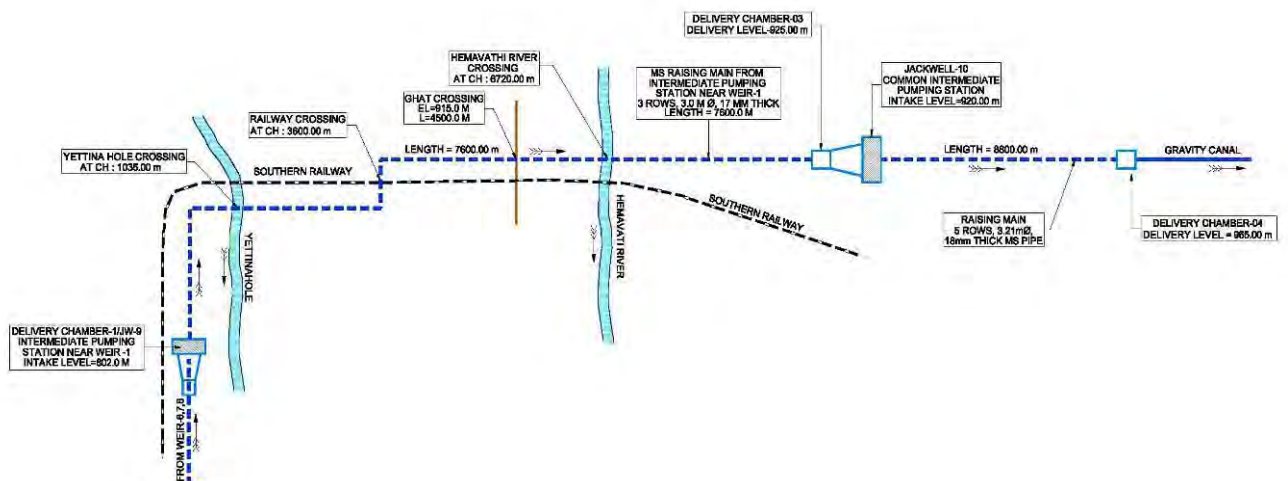 DELIVERY CHAMBER-03
DELIVERY LEVEL-925.00 m
HEMAVATHI RIVER
CROSSING
AT CH : 6720.00 m
MS RAISING MAIN FROM
INTERMEDIATE PUMPING
STATION NEAR WEIR-1
3 ROWS, 3.0 M Ø, 17 MM THICK
LENGTH = 7600.0 M
JACKWELL-10
COMMON INTERMEDIATE
PUMPING STATION
INTAKE LEVEL=920.00 m
GHAT CROSSING
EL=915.0 M
L=4500.0 M
RAILWAY CROSSING
AT CH : 3600.00 m
YETTINA HOLE CROSSING
AT CH : 1035.00 m
LENGTH = 7600.00 m
LENGTH = 8800.00 m
GRAVITY CANAL
SOUTHERN RAILWAY
SOUTHERN RAILWAY
YETTINAHOLE
HEMAVATI RIVER
RAISING MAIN
5 ROWS, 3.21mØ,
18mm THICK MS PIPE
DELIVERY CHAMBER-04
DELIVERY LEVEL = 965.00 m
DELIVERY CHAMBER-1/JW-9
INTERMEDIATE PUMPING
STATION NEAR WEIR -1
INTAKE LEVEL=802.0 M
FROM WEIR-6,7,8